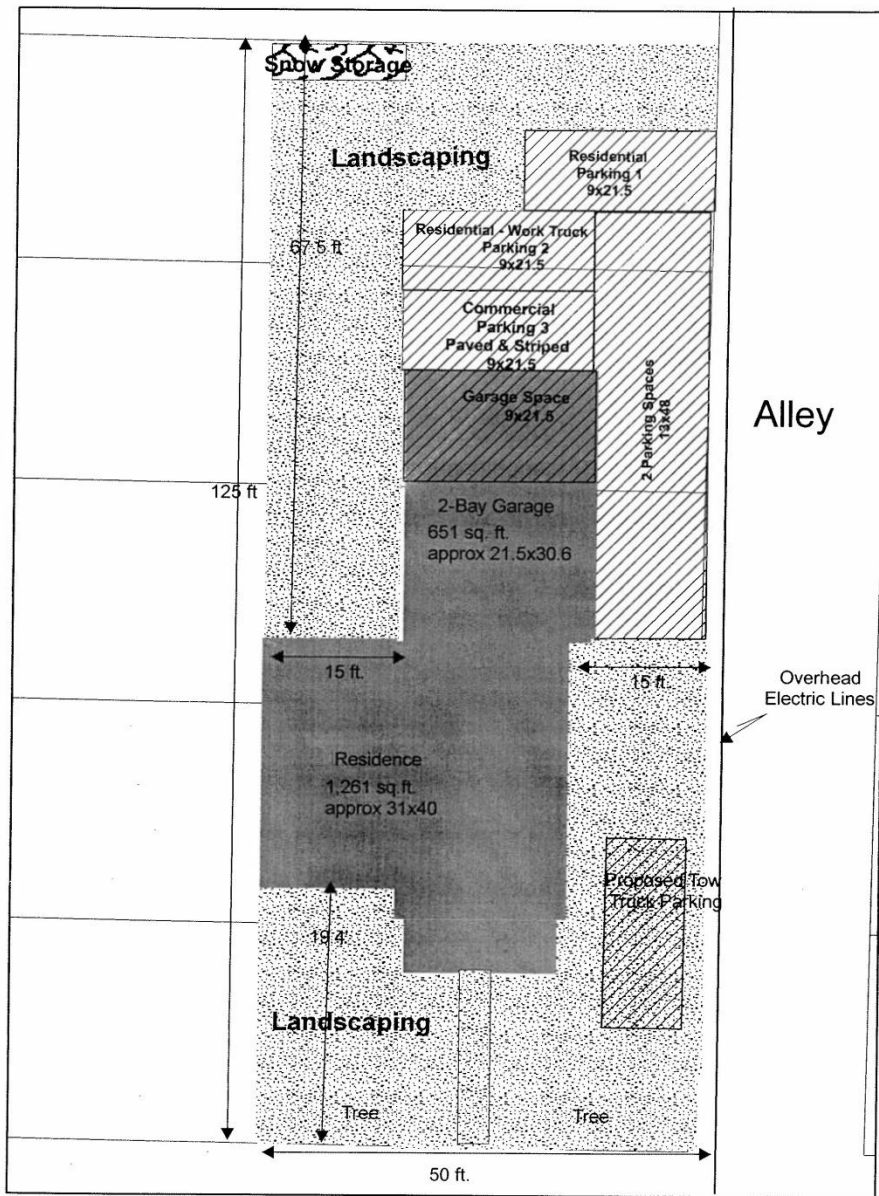 Snow Storage
Landscaping
Residential
Parking 1
9x21.5
Residential - Work Truck
Parking 2
9x21.5
67.5 ft
Commercial
Parking 3
Paved & Striped
9x21.5
Garage Space
9x21.5
2 Parking Spaces
13x48
Alley
125 ft
2-Bay Garage
651 sq. ft.
approx 21.5x30.6
15 ft.
15 ft.
Overhead
Electric Lines
Residence
1,261 sq.ft.
approx 31x40
Proposed Tow
Truck Parking
19.4'
Landscaping
Tree
Tree
50 ft.